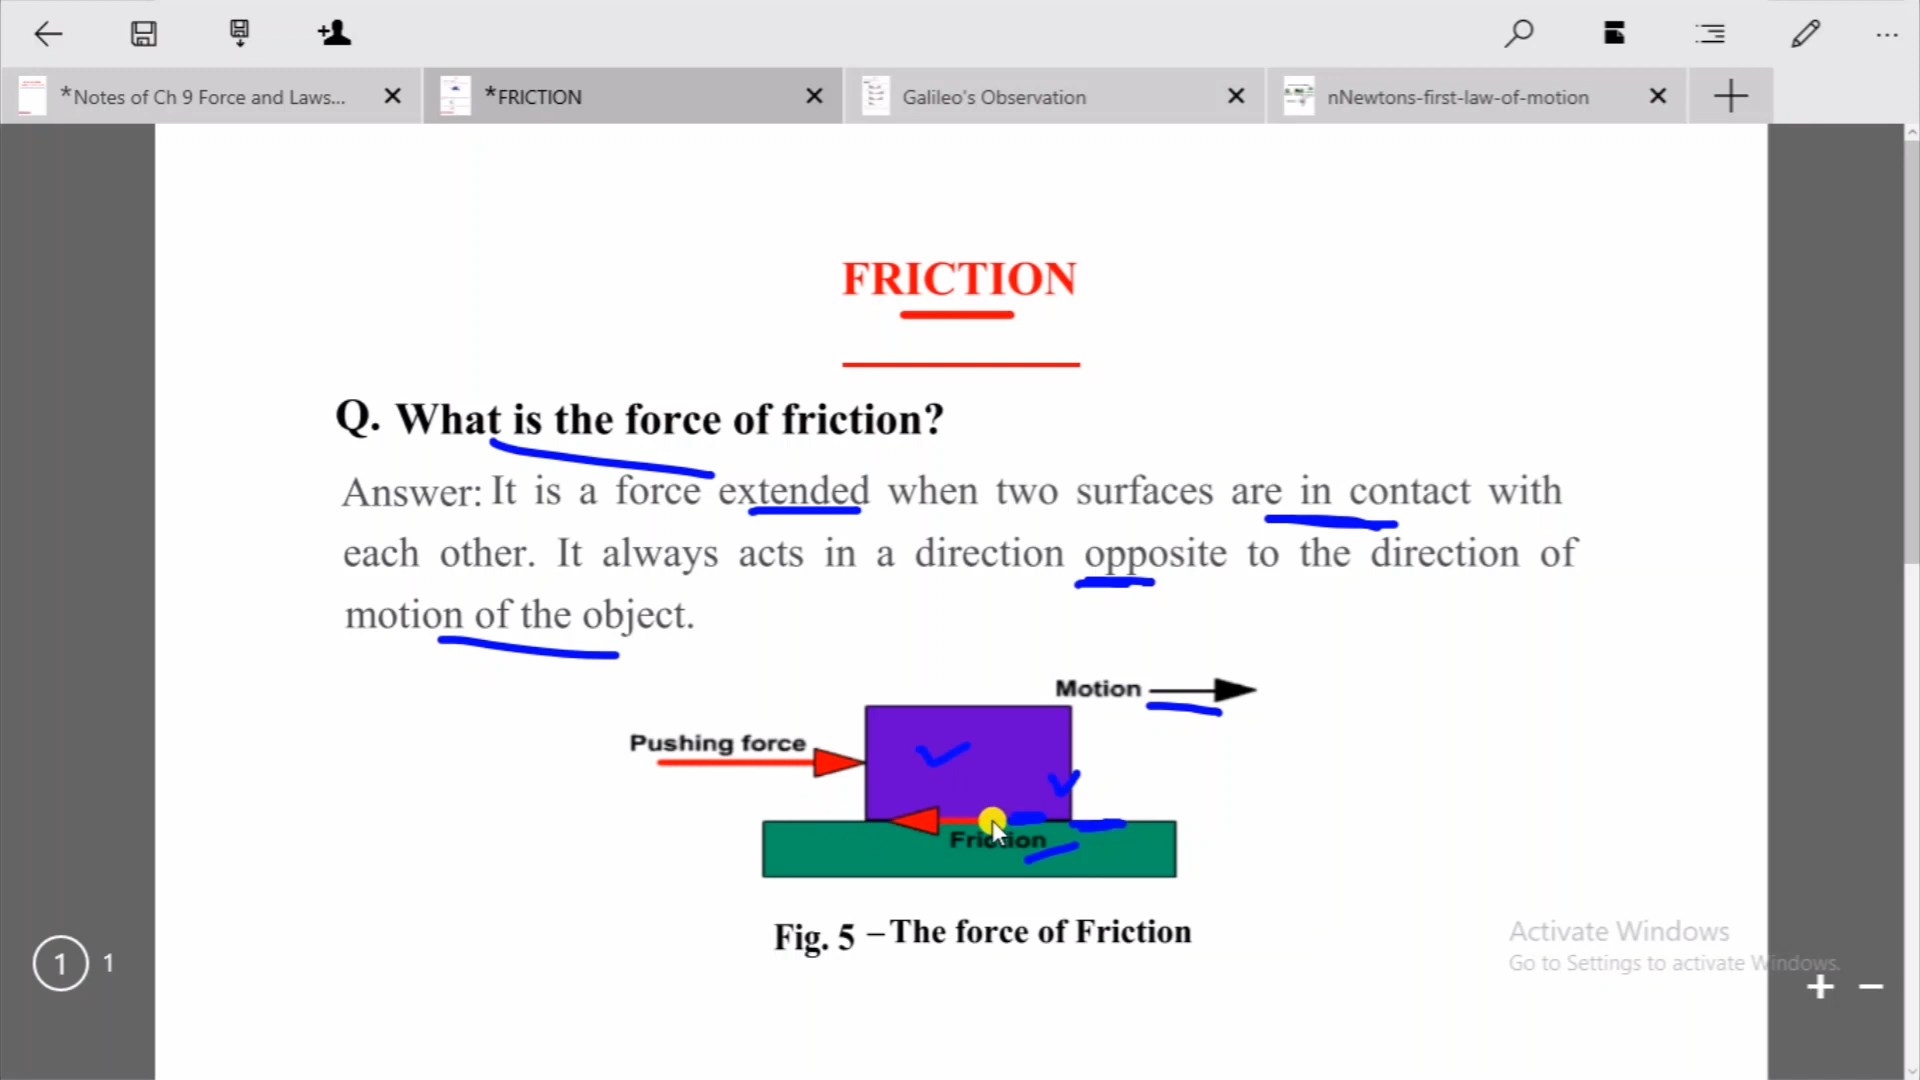 *Notes of Ch 9 Force and Laws...
*FRICTION
Galileo's Observation
nNewtons-first-law-of-motion
FRICTION
Q. What is the force of friction?
Answer: It is a force extended when two surfaces are in contact with
each other. It always acts in a direction opposite to the direction of
motion of the object.
Motion
Pushing force
Friction
Fig. 5 – The force of Friction
Activate Windows
Go to Settings to activate Windows.
1 1